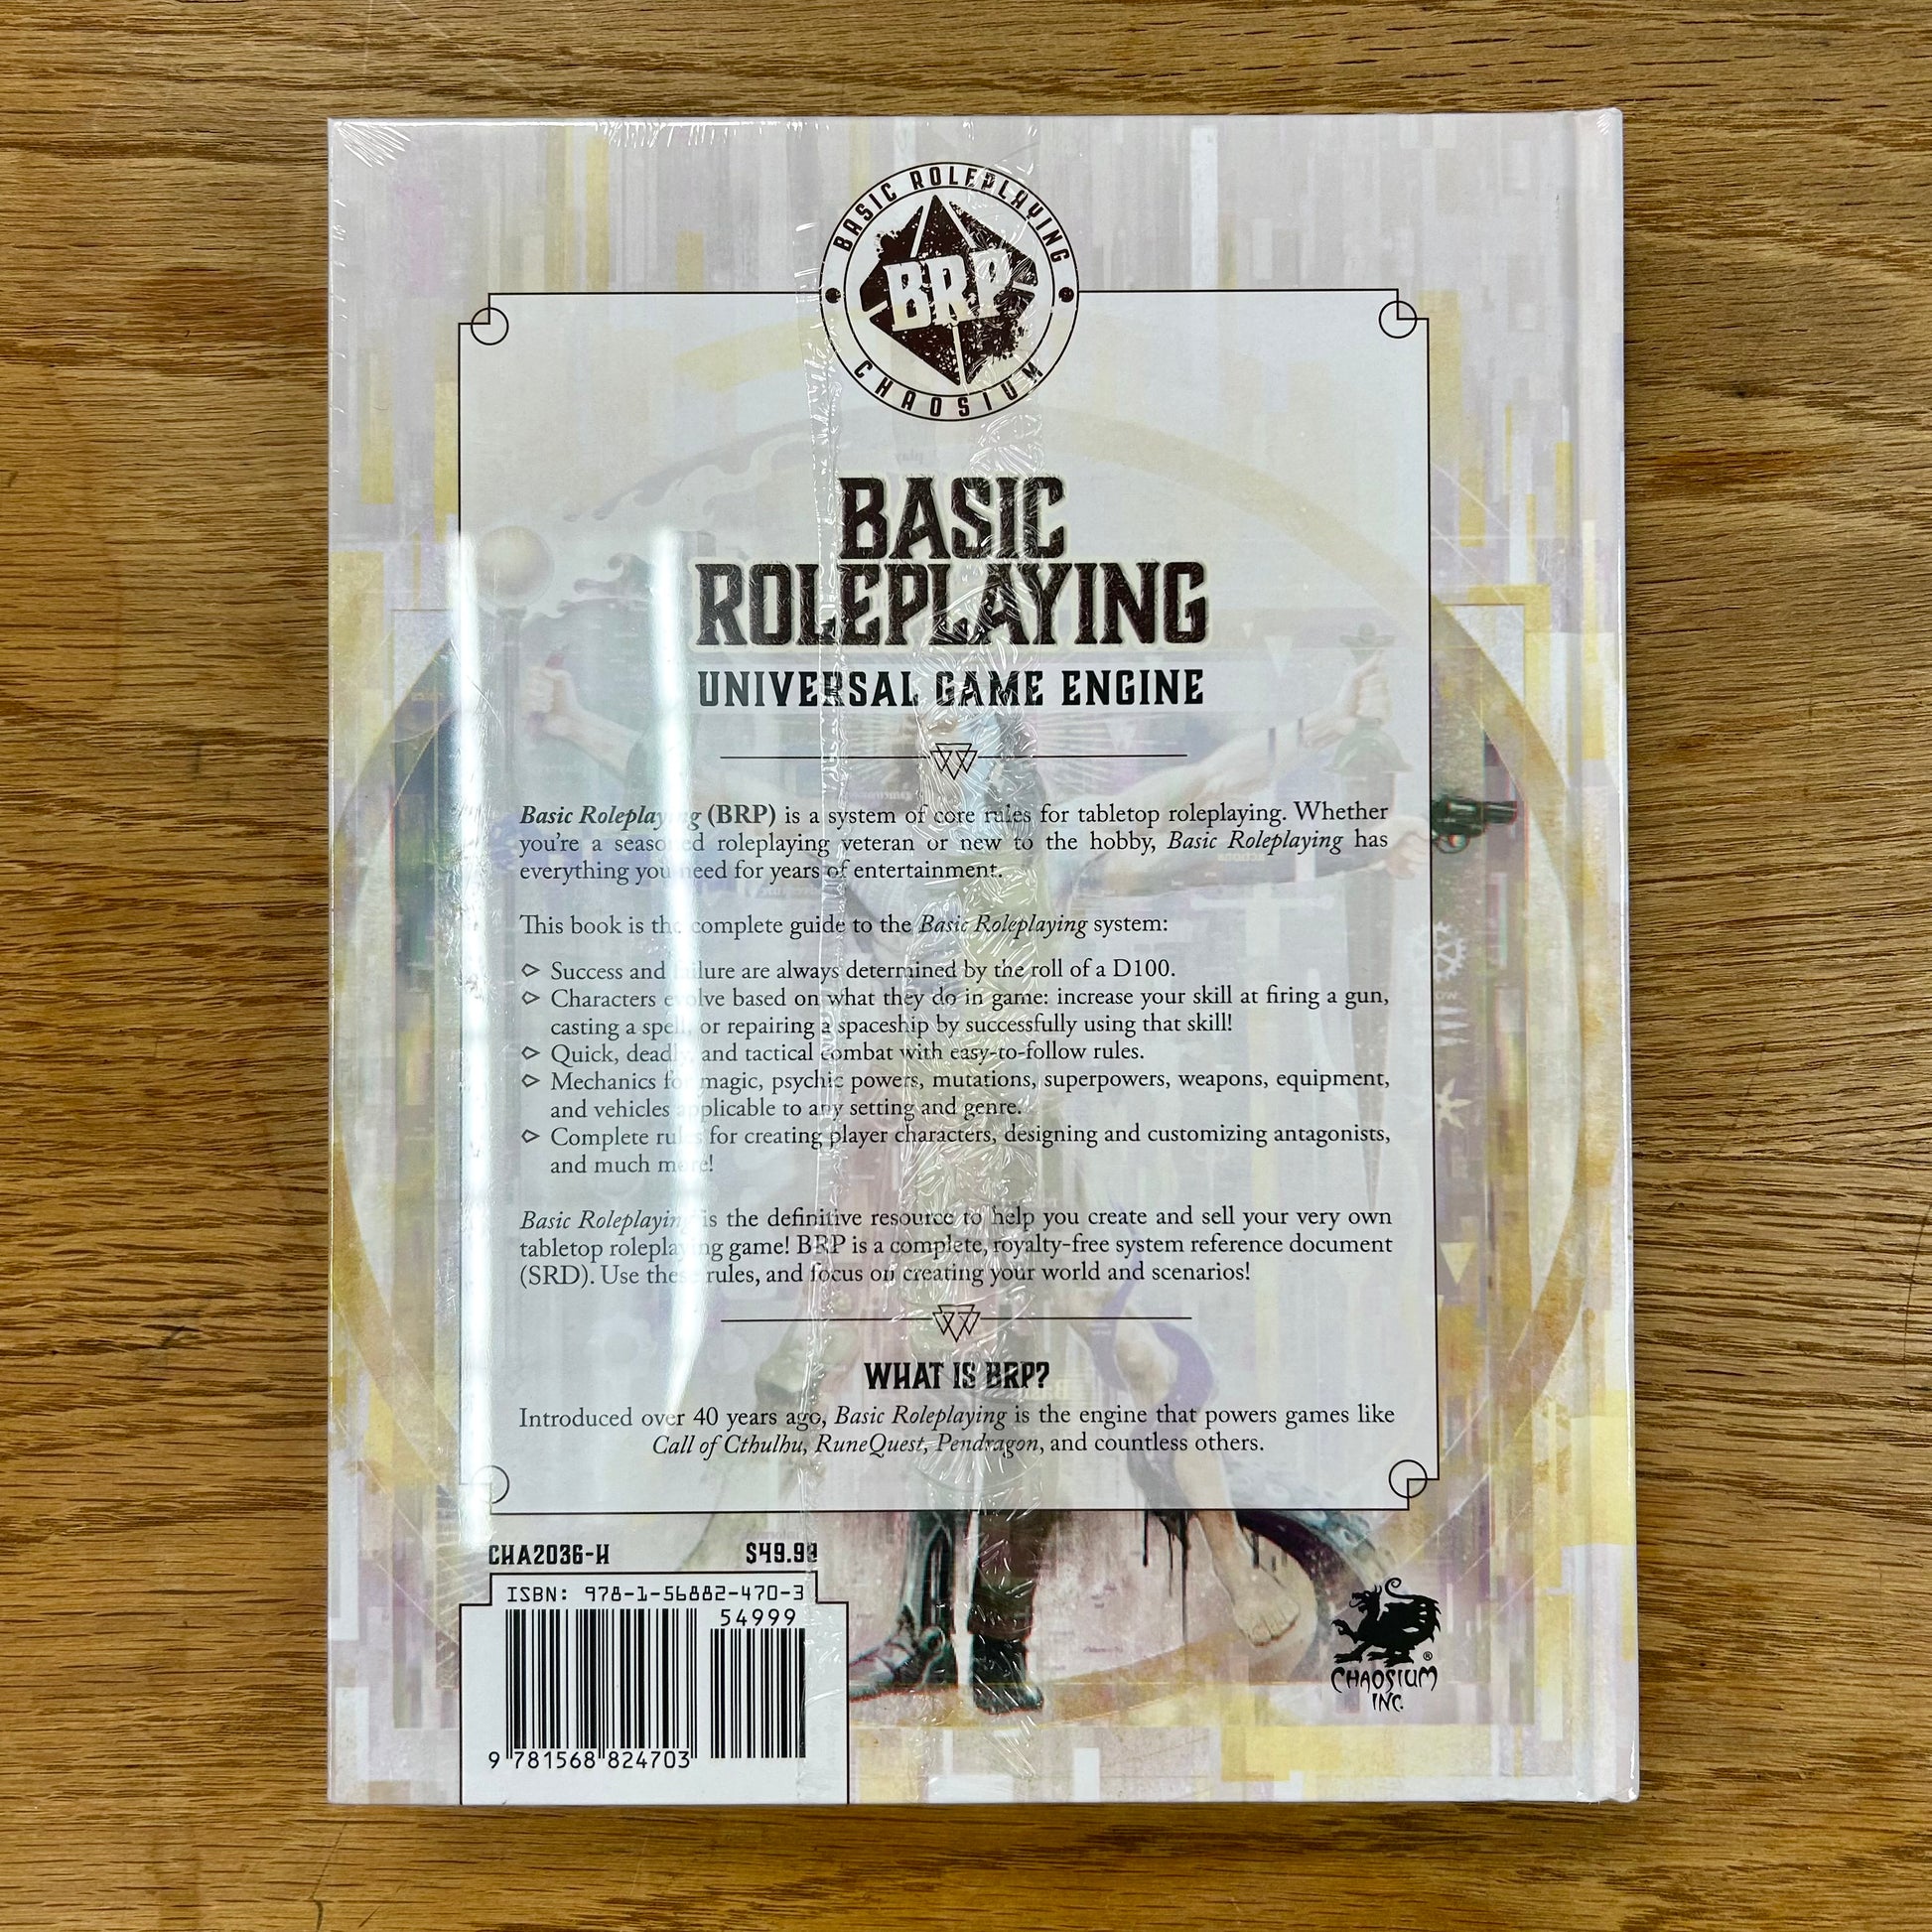 BASIC ROLEPLAYING
BRP
CHAOSIUM
BASIC
ROLEPLAYING
UNIVERSAL GAME ENGINE
Basic Roleplaying (BRP) is a system of core rules for tabletop roleplaying. Whether
you're a seasoned roleplaying veteran or new to the hobby, Basic Roleplaying has
everything you need for years of entertainment.
This book is the complete guide to the Basic Roleplaying system:
Success and failure are always determined by the roll of a D100.
Characters evolve based on what they do in game: increase your skill at firing a gun,
casting a spell, or repairing a spaceship by successfully using that skill!
Quick, deadly, and tactical combat with easy-to-follow rules.
Mechanics for magic, psychic powers, mutations, superpowers, weapons, equipment,
and vehicles applicable to any setting and genre.
Complete rules for creating player characters, designing and customizing antagonists,
and much more!
Basic Roleplaying is the definitive resource to help you create and sell your very own
tabletop roleplaying game! BRP is a complete, royalty-free system reference document
(SRD). Use these rules, and focus on creating your world and scenarios!
WHAT IS BRP?
Introduced over 40 years ago, Basic Roleplaying is the engine that powers games like
Call of Cthulhu, RuneQuest, Pendragon, and countless others.
CHA2036-H $49.99
ISBN: 978-1-56882-470-3
54999
9 781568 824703
CHAOSIUM
INC.
®